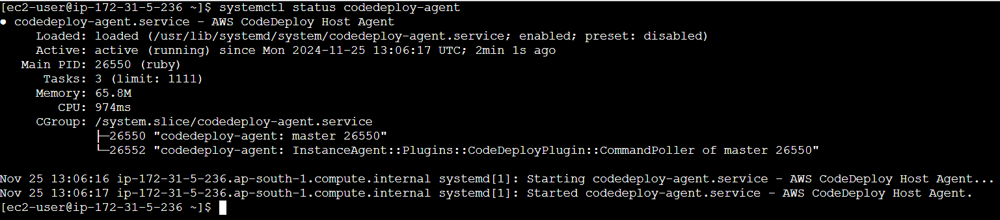 [ec2-user@ip-172-31-5-236 ~]$ systemctl status codedeploy-agent
● codedeploy-agent.service - AWS CodeDeploy Host Agent
     Loaded: loaded (/usr/lib/systemd/system/codedeploy-agent.service; enabled; preset: disabled)
     Active: active (running) since Mon 2024-11-25 13:06:17 UTC; 2min 1s ago
   Main PID: 26550 (ruby)
      Tasks: 3 (limit: 1111)
     Memory: 65.8M
        CPU: 974ms
     CGroup: /system.slice/codedeploy-agent.service
             ├─26550 "codedeploy-agent: master 26550"
             └─26552 "codedeploy-agent: InstanceAgent::Plugins::CodeDeployPlugin::CommandPoller of master 26550"
Nov 25 13:06:16 ip-172-31-5-236.ap-south-1.compute.internal systemd[1]: Starting codedeploy-agent.service - AWS CodeDeploy Host Agent...
Nov 25 13:06:17 ip-172-31-5-236.ap-south-1.compute.internal systemd[1]: Started codedeploy-agent.service - AWS CodeDeploy Host Agent.
[ec2-user@ip-172-31-5-236 ~]$